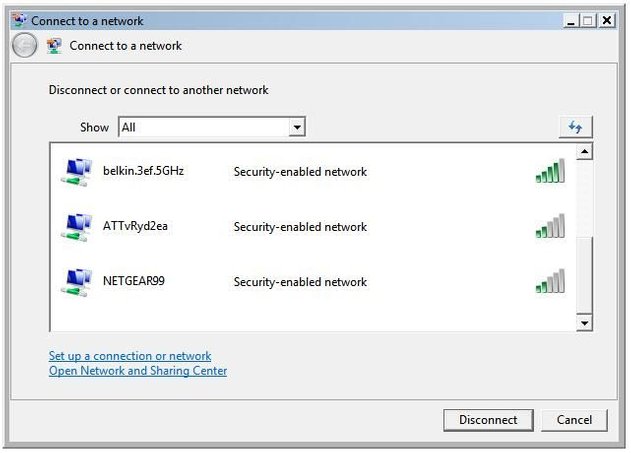 Connect to a network
Connect to a network
Disconnect or connect to another network
Show All
belkin.3ef.5GHz Security-enabled network
ATTvRyd2ea Security-enabled network
NETGEAR99 Security-enabled network
Set up a connection or network
Open Network and Sharing Center
Disconnect Cancel